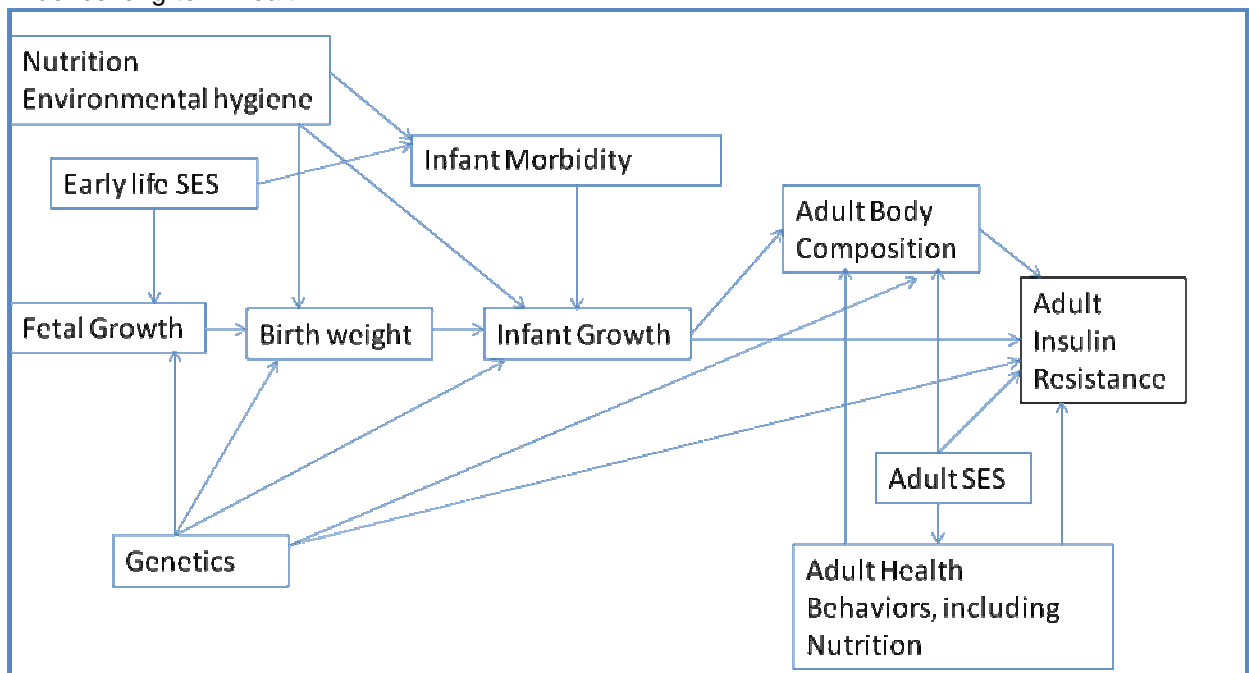 Nutrition
Environmental hygiene
Early life SES
Infant Morbidity
Adult Body
Composition
Fetal Growth
Birth weight
Infant Growth
Adult
Insulin
Resistance
Adult SES
Genetics
Adult Health
Behaviors, including
Nutrition